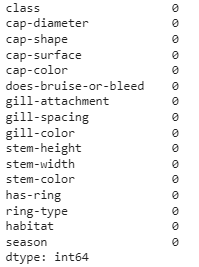 class 0
cap-diameter 0
cap-shape 0
cap-surface 0
cap-color 0
does-bruise-or-bleed 0
gill-attachment 0
gill-spacing 0
gill-color 0
stem-height 0
stem-width 0
stem-color 0
has-ring 0
ring-type 0
habitat 0
season 0
dtype: int64